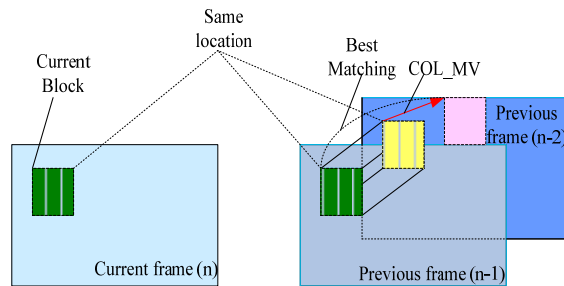 Same
location
Current
Block
Best
Matching
COL_MV
Previous
frame (n-2)
Current frame (n)
Previous frame (n-1)